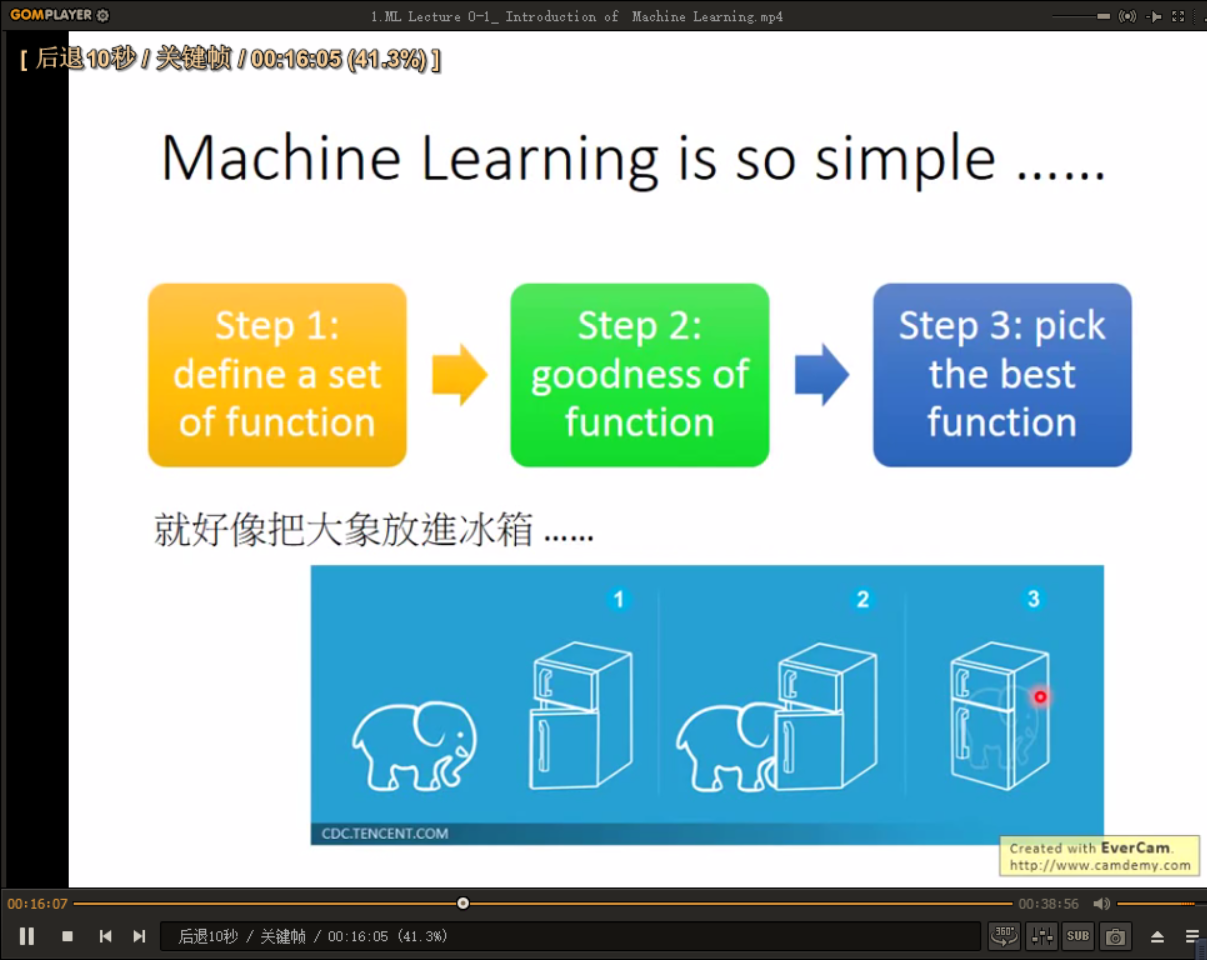 GOMPLAYER
1.ML Lecture 0-1_ Introduction of Machine Learning.mp4
[ 后退10秒 / 关键帧 / 00:16:05 (41.3%) ]
Machine Learning is so simple ......
Step 1:
define a set
of function
Step 2:
goodness of
function
Step 3: pick
the best
function
就好像把大象放進冰箱 ......
1
2
3
CDC.TENCENT.COM
Created with EverCam.
http://www.camdemy.com
00:16:07
00:38:56
后退10秒 / 关键帧 / 00:16:05 (41.3%)
360°
SUB